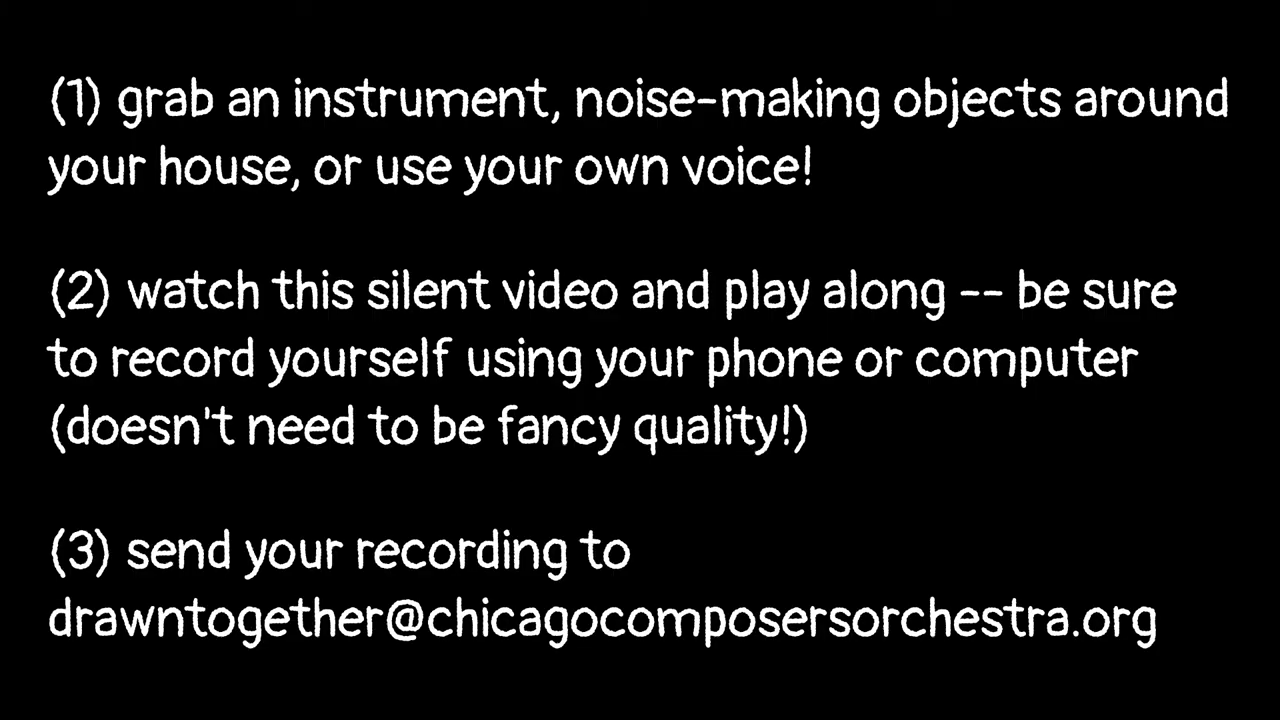 (1) grab an instrument, noise-making objects around
your house, or use your own voice!
(2) watch this silent video and play along -- be sure
to record yourself using your phone or computer
(doesn't need to be fancy quality!)
(3) send your recording to
drawntogether@chicagocomposersorchestra.org